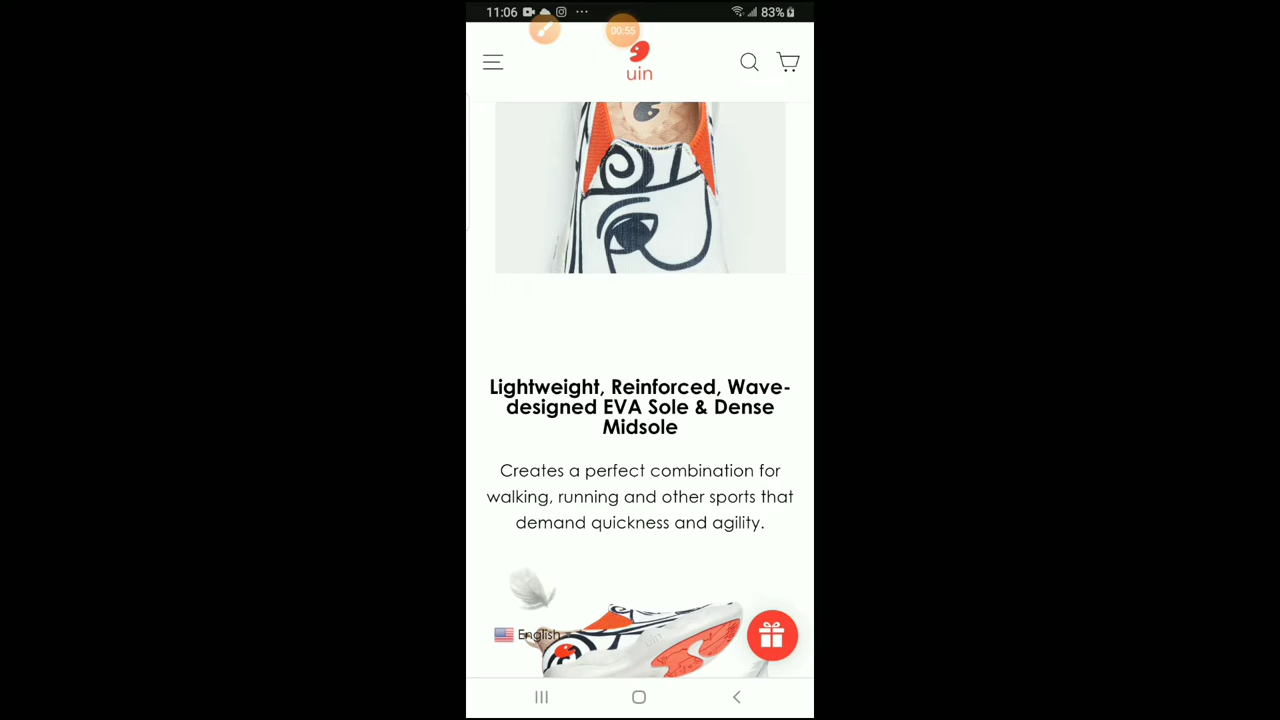 11:06
83%
00:55
uin
Lightweight, Reinforced, Wave-
designed EVA Sole & Dense
Midsole
Creates a perfect combination for
walking, running and other sports that
demand quickness and agility.
uin
English